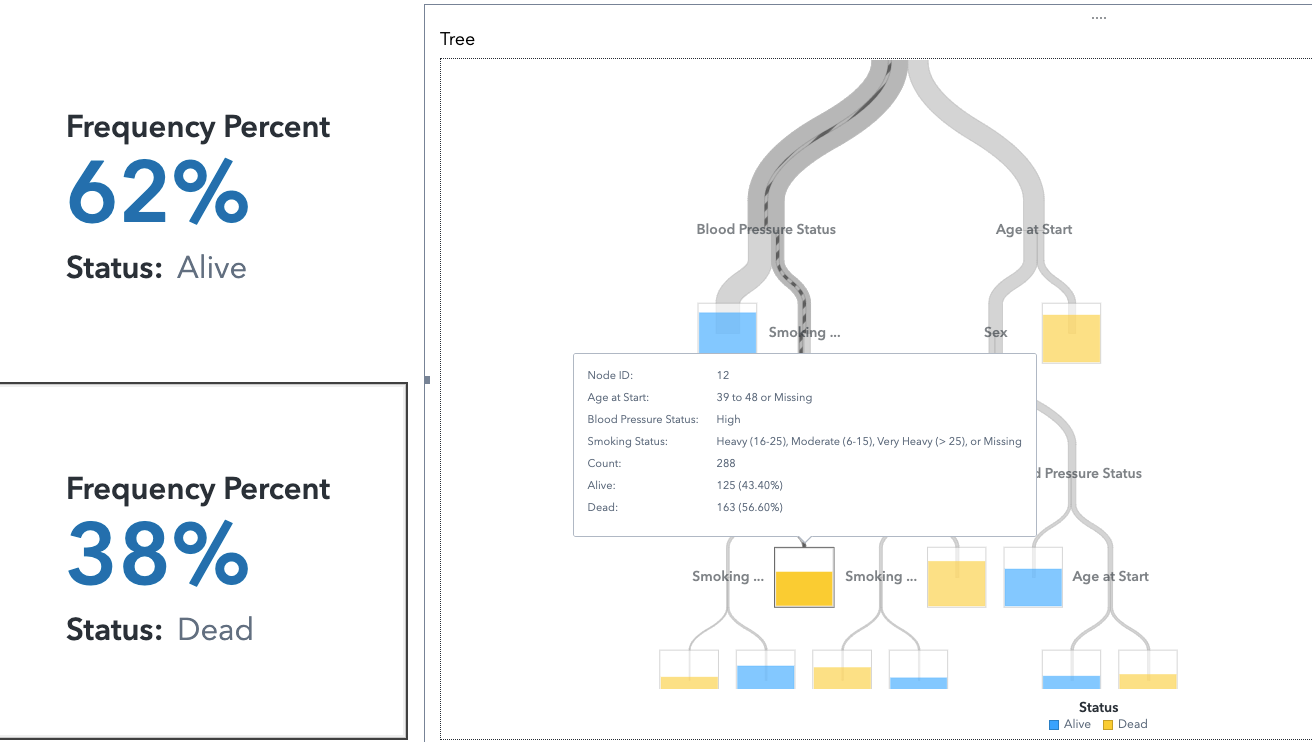 Frequency Percent
62%
Status: Alive
Frequency Percent
38%
Status: Dead
....
Tree
Blood Pressure Status
Age at Start
Smoking ...
Sex
Node ID: 12
Age at Start: 39 to 48 or Missing
Blood Pressure Status: High
Smoking Status: Heavy (16-25), Moderate (6-15), Very Heavy (> 25), or Missing
Count: 288
Alive: 125 (43.40%)
Dead: 163 (56.60%)
d Pressure Status
Smoking ...
Smoking ...
Age at Start
Status
Alive
Dead